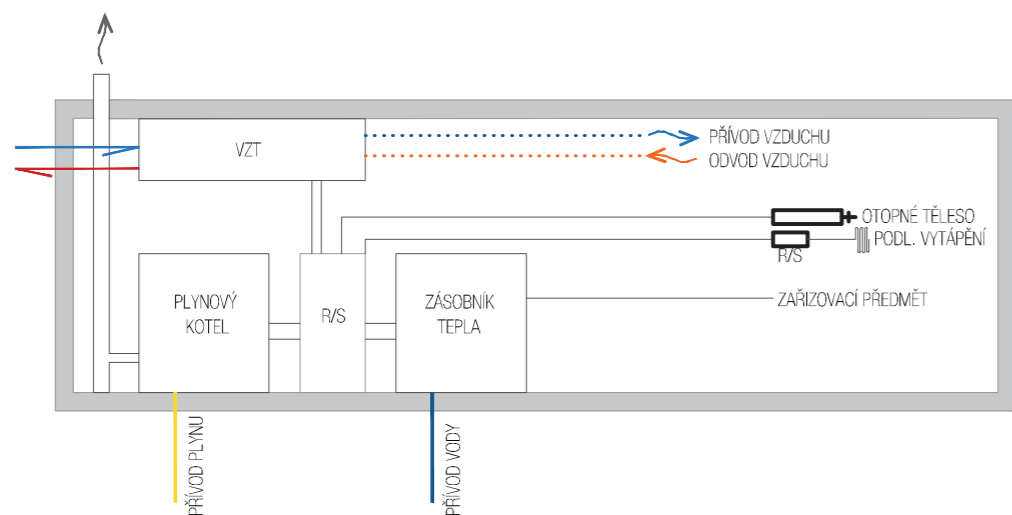 VZT
PŘÍVOD VZDUCHU
ODVOD VZDUCHU
OTOPNÉ TĚLESO
PODL. VYTÁPĚNÍ
R/S
PLYNOVÝ
KOTEL
R/S
ZÁSOBNÍK
TEPLA
ZAŘIZOVACÍ PŘEDMĚT
PŘÍVOD PLYNU
PŘÍVOD VODY